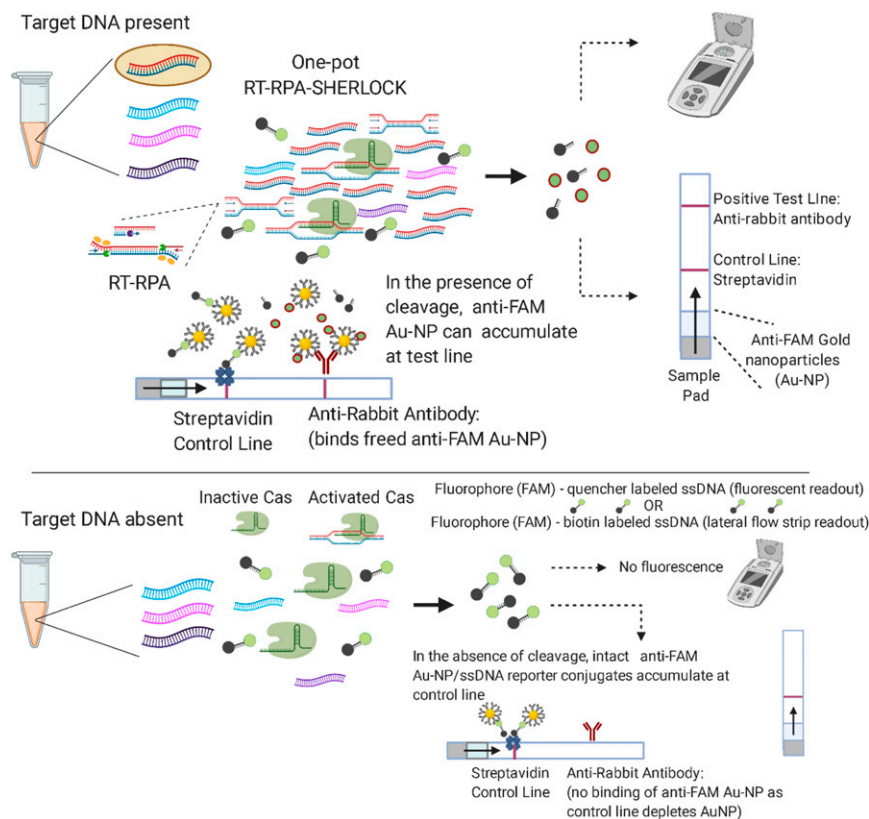 Target DNA present
One-pot
RT-RPA-SHERLOCK
RT-RPA
In the presence of
cleavage, anti-FAM
Au-NP can accumulate
at test line
Streptavidin
Control Line
Anti-Rabbit Antibody:
(binds freed anti-FAM Au-NP)
Positive Test LIne:
Anti-rabbit antibody
Control Line:
Streptavidin
Anti-FAM Gold
nanoparticles
(Au-NP)
Sample
Pad
Target DNA absent
Inactive Cas
Activated Cas
Fluorophore (FAM) - quencher labeled ssDNA (fluorescent readout)
OR
Fluorophore (FAM) - biotin labeled ssDNA (lateral flow strip readout)
No fluorescence
In the absence of cleavage, intact anti-FAM
Au-NP/ssDNA reporter conjugates accumulate at
control line
Streptavidin
Control Line
Anti-Rabbit Antibody:
(no binding of anti-FAM Au-NP as
control line depletes AuNP)